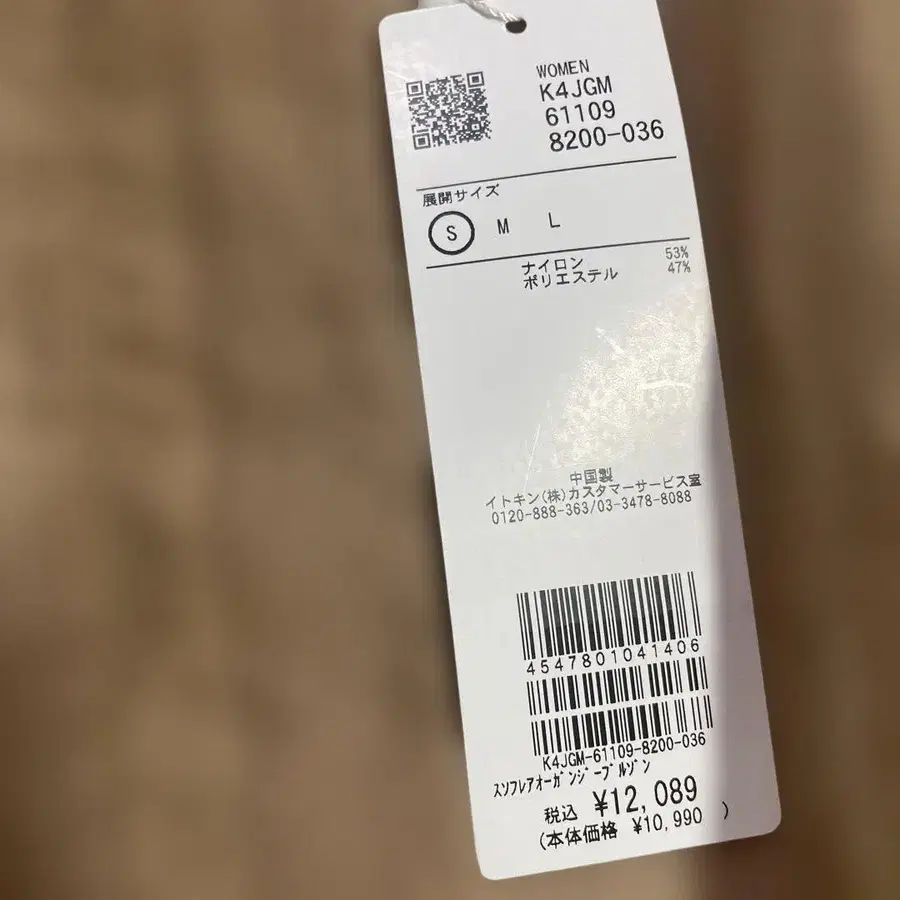 WOMEN
K4JGM
61109
8200-036
展開サイズ
S M L
ナイロン 53%
ポリエステル 47%
中国製
イトキン(株)カスタマーサービス室
0120-888-363/03-3478-8088
4547801041406
K4JGM-61109-8200-036
スソフレアオーガンジーブルゾン
税込 ¥12,089
(本体価格 ¥10,990 )